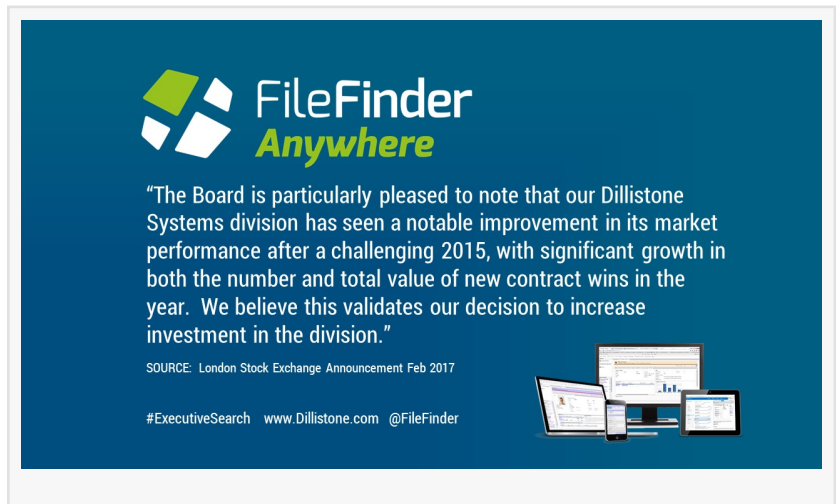 FileFinder
Anywhere
“The Board is particularly pleased to note that our Dillistone
Systems division has seen a notable improvement in its market
performance after a challenging 2015, with significant growth in
both the number and total value of new contract wins in the
year.  We believe this validates our decision to increase
investment in the division.”
SOURCE:  London Stock Exchange Announcement Feb 2017
#ExecutiveSearch   www.Dillistone.com   @FileFinder